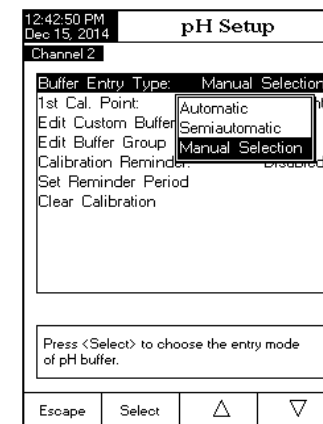 12:42:50 PM
Dec 15, 2014
pH Setup
Channel 2
Buffer Entry Type: Manual Selection
1st Cal. Point:
Automatic
Edit Custom Buffer
Semiautomatic
Edit Buffer Group
Manual Selection
Calibration Reminder: Disabled
Set Reminder Period
Clear Calibration
Press <Select> to choose the entry mode
of pH buffer.
Escape Select △ ▽